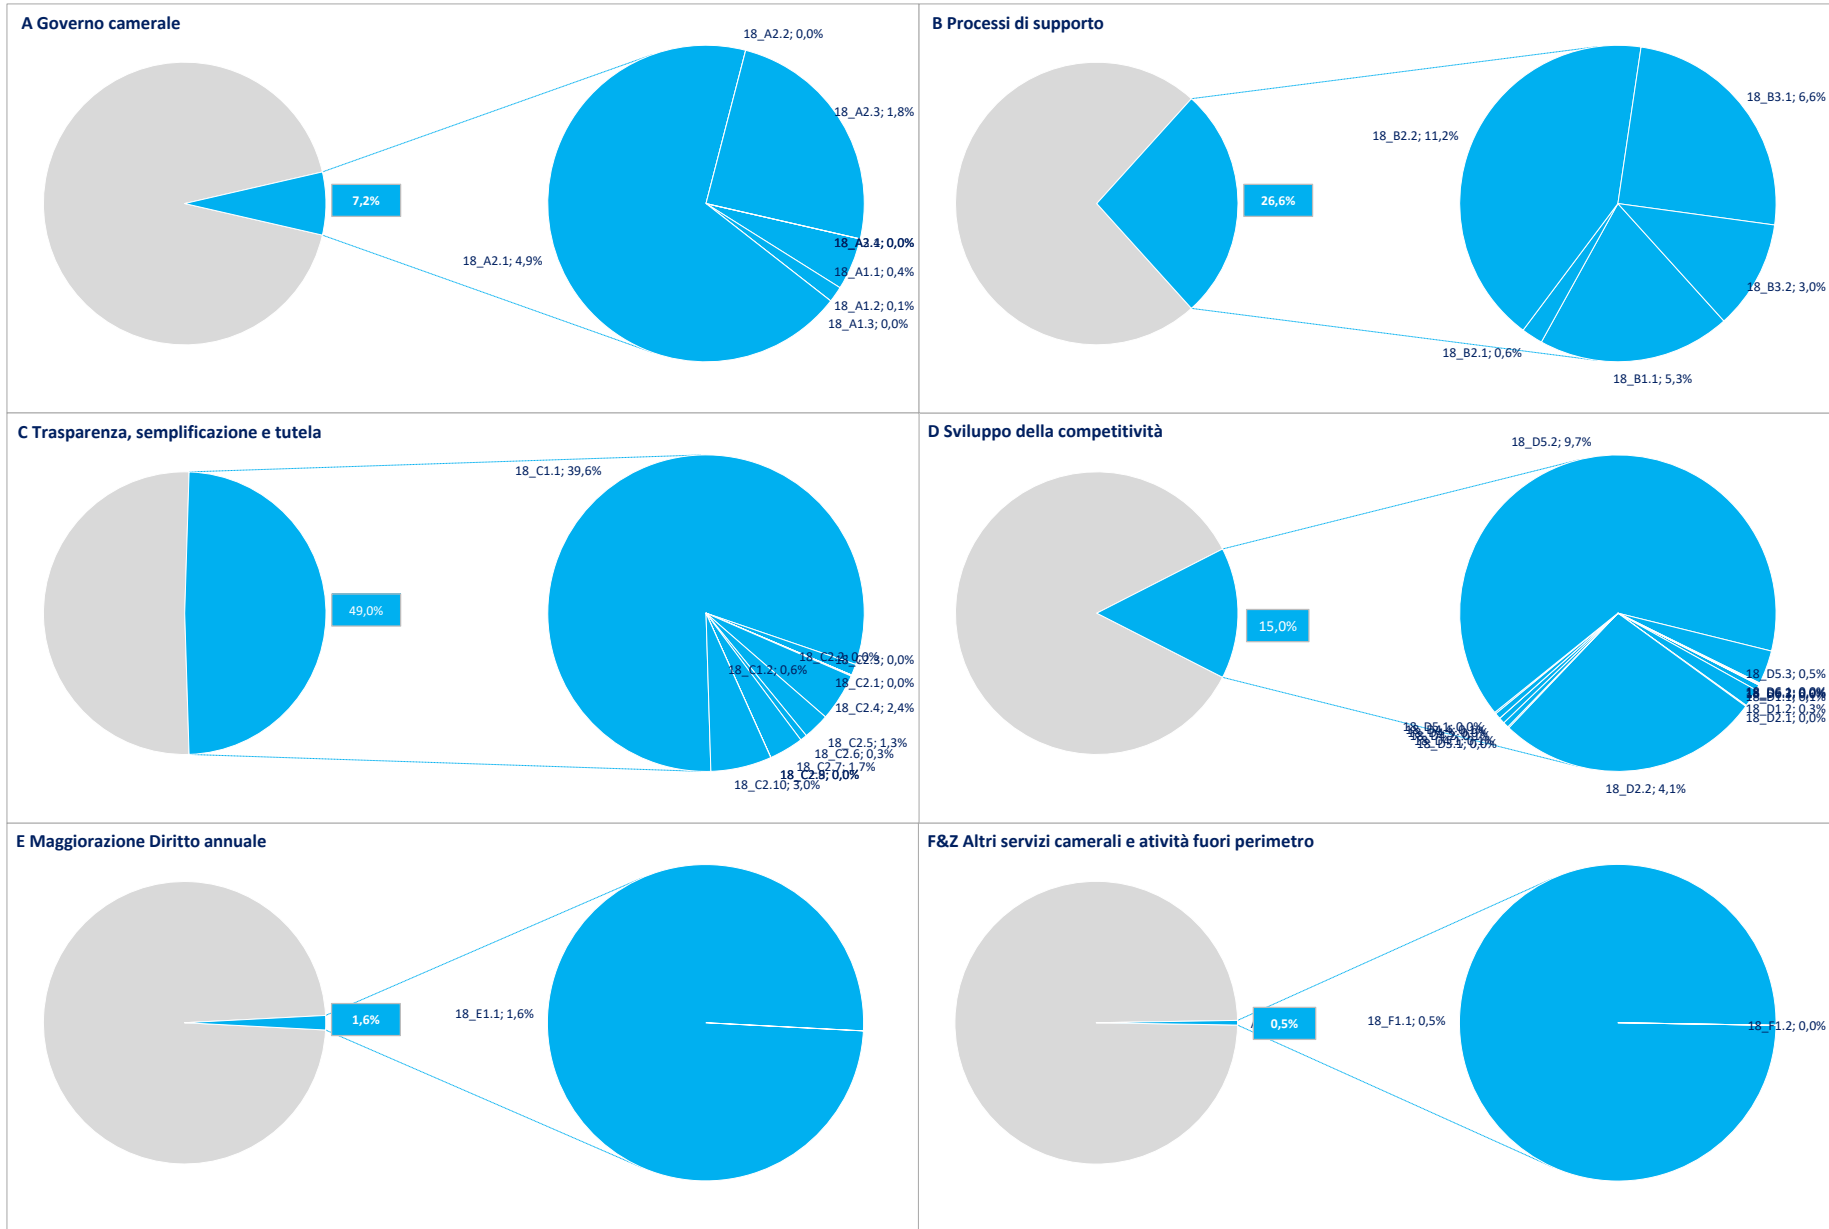 A Governo camerale
18_A2.2; 0,0%
18_A2.3; 1,8%
7,2%
18_A2.1; 4,9%
18_A1.1; 0,4%
18_A1.2; 0,1%
18_A1.3; 0,0%
B Processi di supporto
18_B3.1; 6,6%
18_B2.2; 11,2%
26,6%
18_B3.2; 3,0%
18_B2.1; 0,6%
18_B1.1; 5,3%
C Trasparenza, semplificazione e tutela
18_C1.1; 39,6%
49,0%
18_C1.2; 0,6%
18_C2.1; 0,0%
18_C2.4; 2,4%
18_C2.5; 1,3%
18_C2.6; 0,3%
18_C2.7; 1,7%
18_C2.10; 3,0%
D Sviluppo della competitività
18_D5.2; 9,7%
15,0%
18_D5.3; 0,5%
18_D1.2; 0,3%
18_D2.1; 0,0%
18_D2.2; 4,1%
E Maggiorazione Diritto annuale
18_E1.1; 1,6%
1,6%
F&Z Altri servizi camerali e atività fuori perimetro
0,5%
18_F1.1; 0,5%
18_F1.2; 0,0%